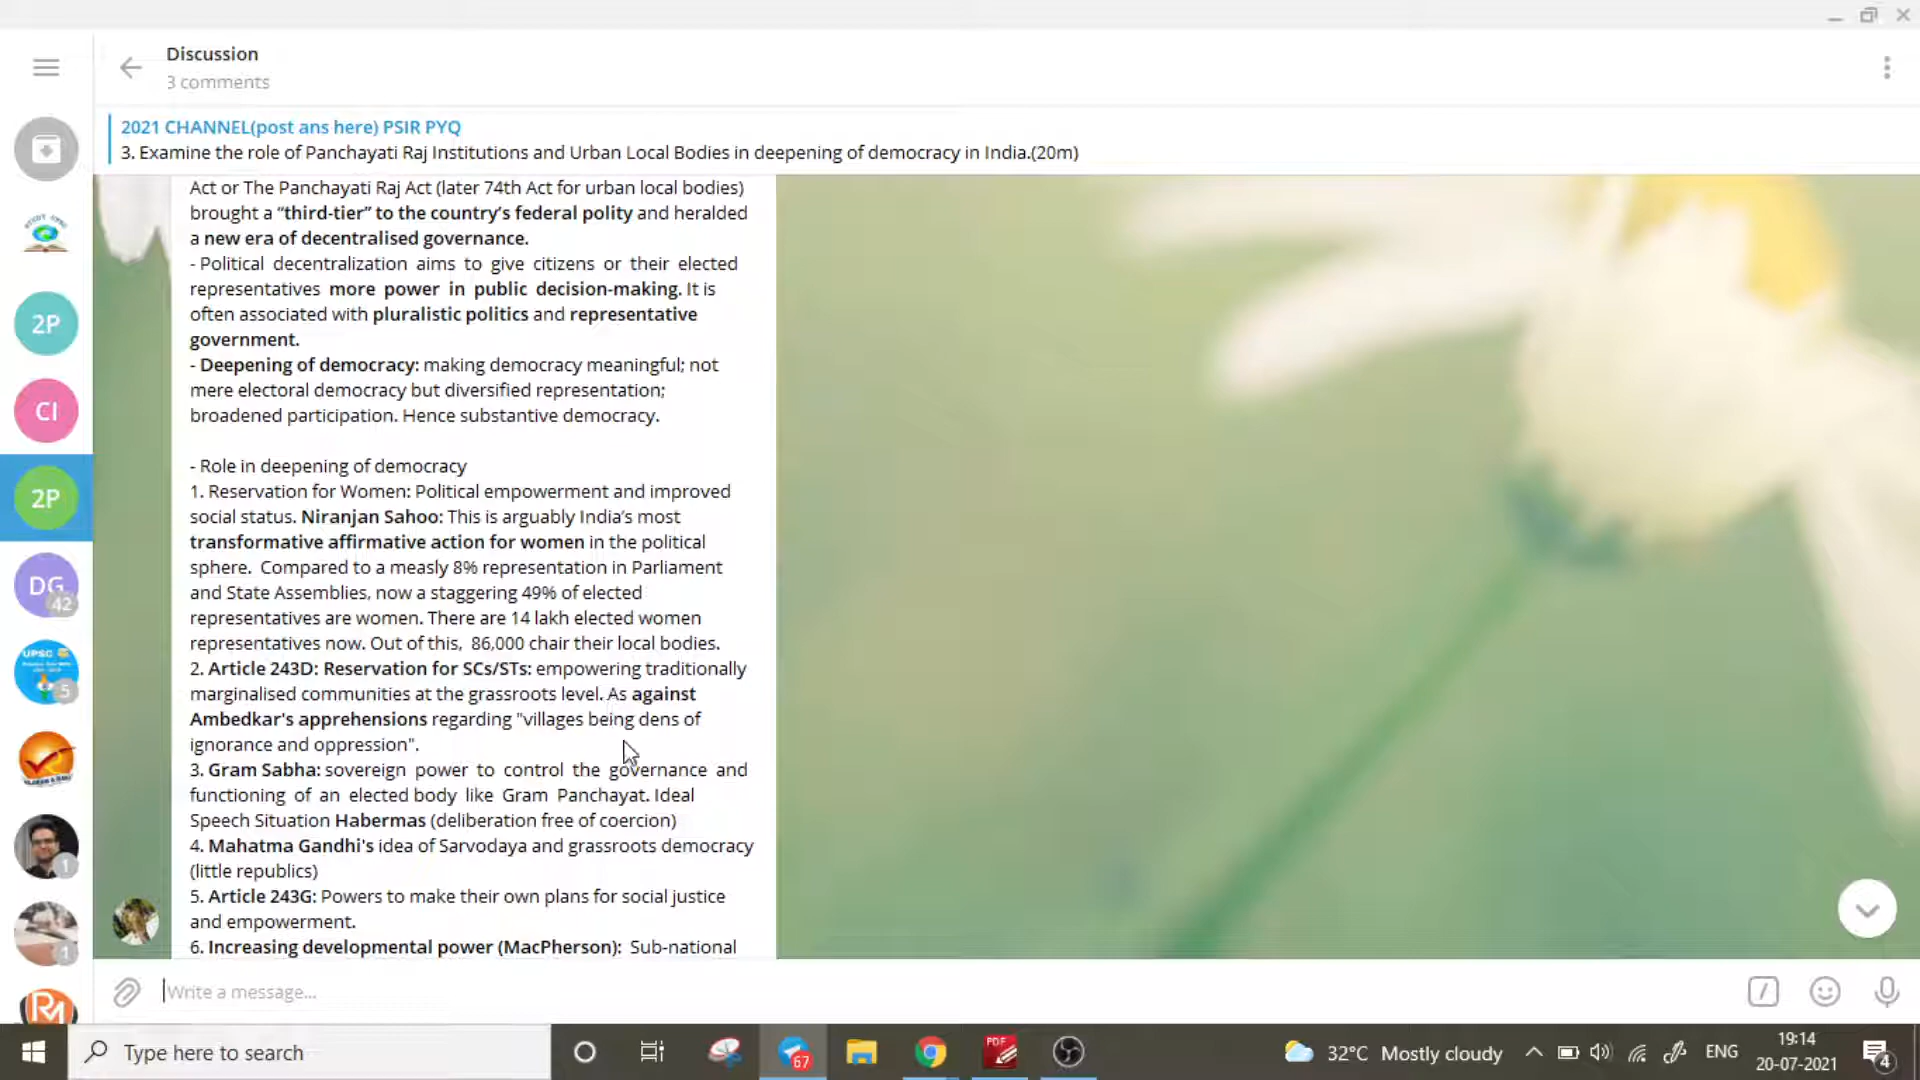 Discussion
3 comments
2021 CHANNEL(post ans here) PSIR PYQ
3. Examine the role of Panchayati Raj Institutions and Urban Local Bodies in deepening of democracy in India.(20m)
Act or The Panchayati Raj Act (later 74th Act for urban local bodies)
brought a “third-tier” to the country’s federal polity and heralded
a new era of decentralised governance.
- Political decentralization aims to give citizens or their elected
representatives more power in public decision-making. It is
often associated with pluralistic politics and representative
government.
- Deepening of democracy: making democracy meaningful; not
mere electoral democracy but diversified representation;
broadened participation. Hence substantive democracy.
- Role in deepening of democracy
1. Reservation for Women: Political empowerment and improved
social status. Niranjan Sahoo: This is arguably India’s most
transformative affirmative action for women in the political
sphere. Compared to a measly 8% representation in Parliament
and State Assemblies, now a staggering 49% of elected
representatives are women. There are 14 lakh elected women
representatives now. Out of this, 86,000 chair their local bodies.
2. Article 243D: Reservation for SCs/STs: empowering traditionally
marginalised communities at the grassroots level. As against
Ambedkar's apprehensions regarding "villages being dens of
ignorance and oppression".
3. Gram Sabha: sovereign power to control the governance and
functioning of an elected body like Gram Panchayat. Ideal
Speech Situation Habermas (deliberation free of coercion)
4. Mahatma Gandhi's idea of Sarvodaya and grassroots democracy
(little republics)
5. Article 243G: Powers to make their own plans for social justice
and empowerment.
6. Increasing developmental power (MacPherson): Sub-national
2P
CI
2P
DG
42
UPSC
5
1
1
Write a message...
Type here to search
67
PDF
32°C Mostly cloudy
ENG
19:14
20-07-2021
4